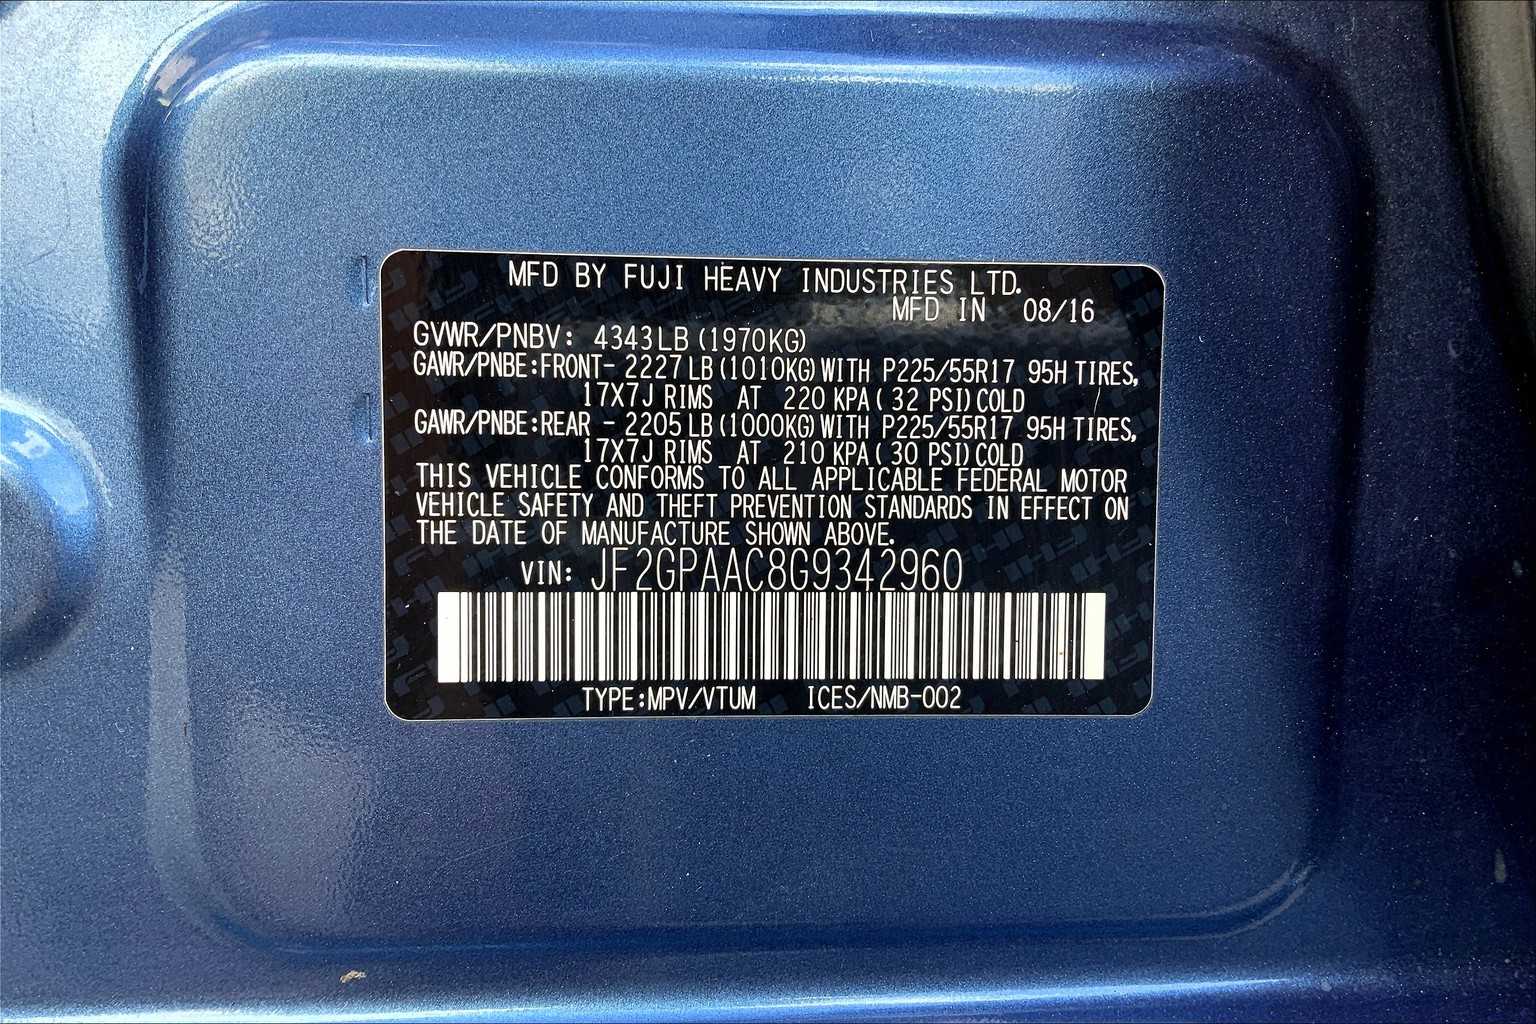 MFD BY FUJI HEAVY INDUSTRIES LTD.
MFD IN 08/16
GVWR/PNBV: 4343LB (1970KG)
GAWR/PNBE:FRONT- 2227 LB (1010KG) WITH P225/55R17 95H TIRES,
17X7J RIMS AT 220 KPA ( 32 PSI) COLD
GAWR/PNBE:REAR - 2205 LB (1000KG) WITH P225/55R17 95H TIRES,
17X7J RIMS AT 210 KPA ( 30 PSI) COLD
THIS VEHICLE CONFORMS TO ALL APPLICABLE FEDERAL MOTOR
VEHICLE SAFETY AND THEFT PREVENTION STANDARDS IN EFFECT ON
THE DATE OF MANUFACTURE SHOWN ABOVE.
VIN: JF2GPAAC8G9342960
TYPE:MPV/VTUM ICES/NMB-002